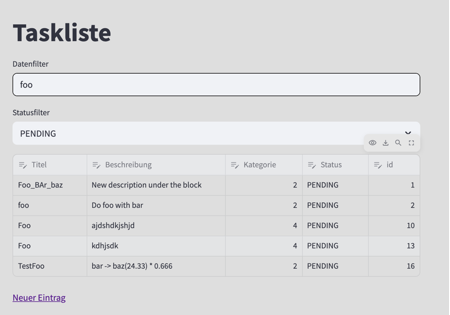 Taskliste
Datenfilter
foo
Statusfilter
PENDING
Titel Beschreibung Kategorie Status id
Foo_BAr_baz New description under the block 2 PENDING 1
foo Do foo with bar 2 PENDING 2
Foo ajdshdkjshjd 4 PENDING 10
Foo kdhjsdk 4 PENDING 13
TestFoo bar -> baz(24.33) * 0.666 2 PENDING 16
Neuer Eintrag